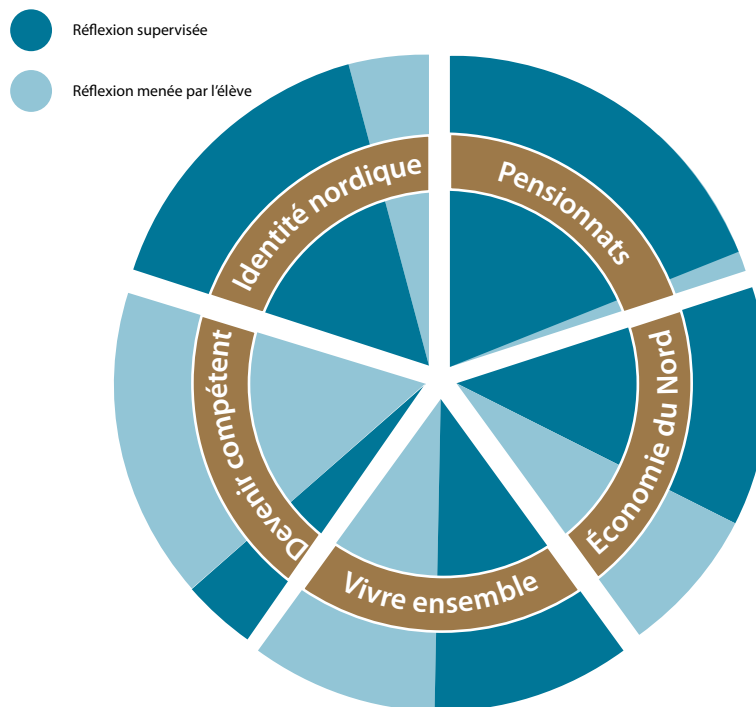 Réflexion supervisée
Réflexion menée par l'élève
Identité nordique
Pensionnats
Économie du Nord
Vivre ensemble
Devenir compétent